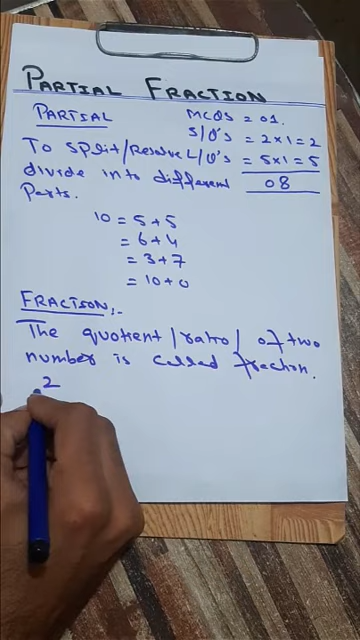 PARTIAL FRACTION
PARTIAL
MCQS = 01.
S/Q's = 2×1=2
To split/Resolve L/Q's = 5×1=5
divide into different 08
Parts.
10 = 5+5
= 6+4
= 3+7
= 10+0
FRACTION:-
The quotient/ratio/ of two
number is called fraction.
2